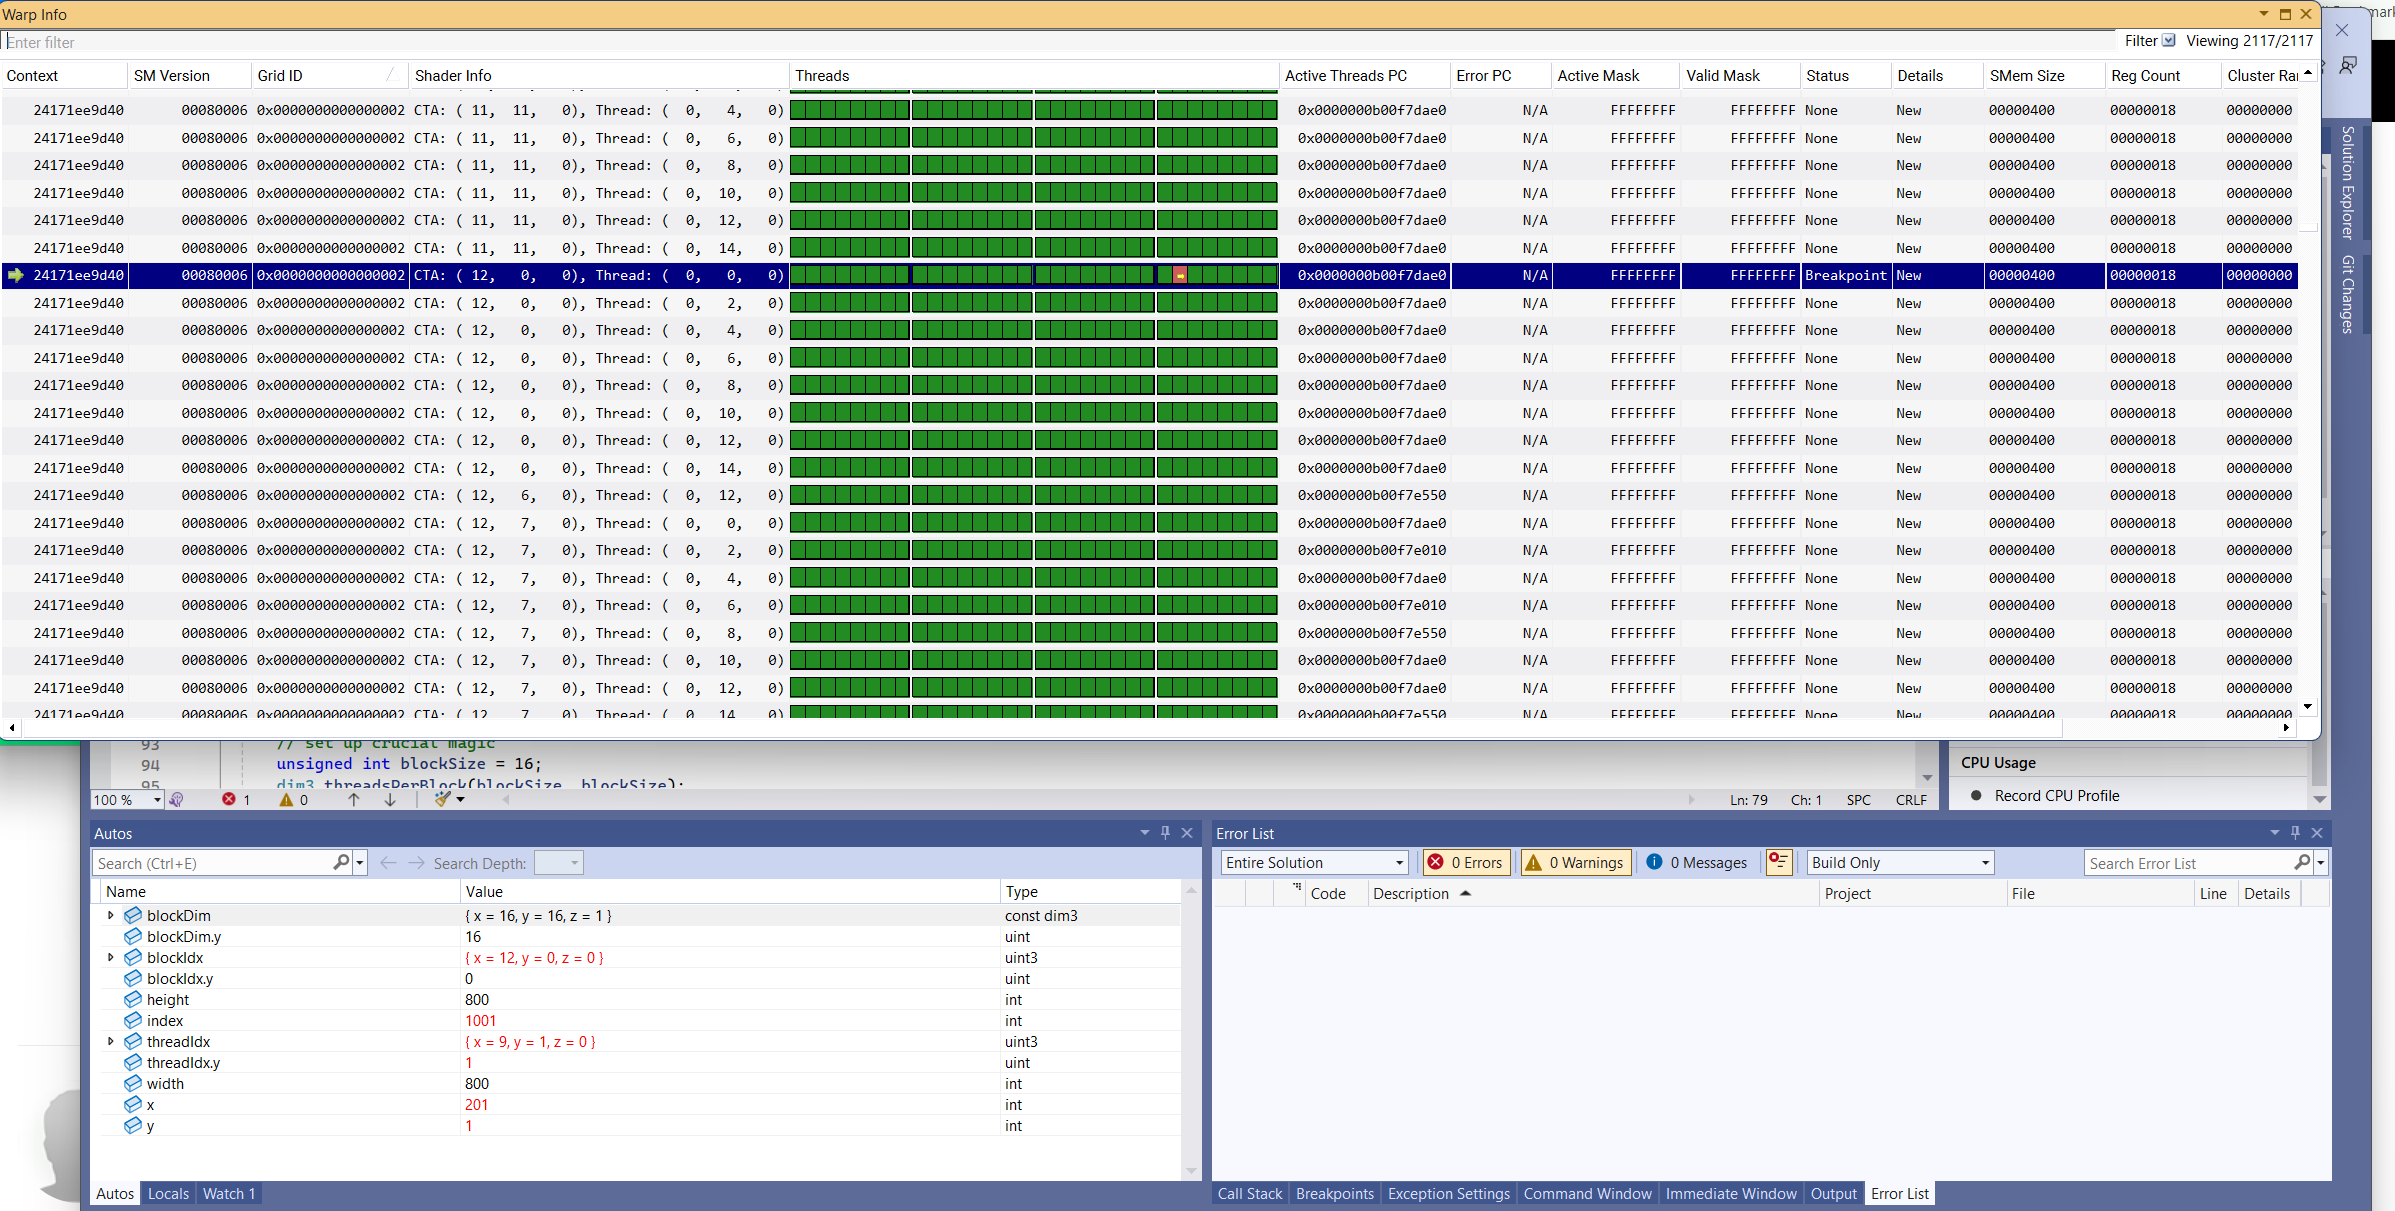 Warp Info
Enter filter
Filter Viewing 2117/2117
Context SM Version Grid ID Shader Info Threads Active Threads PC Error PC Active Mask Valid Mask Status Details SMem Size Reg Count Cluster Ra
24171ee9d40 00080006 0x0000000000000002 CTA: ( 11, 11, 0), Thread: ( 0, 4, 0) 0x0000000b00f7dae0 N/A FFFFFFFF FFFFFFFF None New 00000400 00000018 00000000
24171ee9d40 00080006 0x0000000000000002 CTA: ( 11, 11, 0), Thread: ( 0, 6, 0) 0x0000000b00f7dae0 N/A FFFFFFFF FFFFFFFF None New 00000400 00000018 00000000
24171ee9d40 00080006 0x0000000000000002 CTA: ( 11, 11, 0), Thread: ( 0, 8, 0) 0x0000000b00f7dae0 N/A FFFFFFFF FFFFFFFF None New 00000400 00000018 00000000
24171ee9d40 00080006 0x0000000000000002 CTA: ( 11, 11, 0), Thread: ( 0, 10, 0) 0x0000000b00f7dae0 N/A FFFFFFFF FFFFFFFF None New 00000400 00000018 00000000
24171ee9d40 00080006 0x0000000000000002 CTA: ( 11, 11, 0), Thread: ( 0, 12, 0) 0x0000000b00f7dae0 N/A FFFFFFFF FFFFFFFF None New 00000400 00000018 00000000
24171ee9d40 00080006 0x0000000000000002 CTA: ( 11, 11, 0), Thread: ( 0, 14, 0) 0x0000000b00f7dae0 N/A FFFFFFFF FFFFFFFF None New 00000400 00000018 00000000
24171ee9d40 00080006 0x0000000000000002 CTA: ( 12, 0, 0), Thread: ( 0, 0, 0) 0x0000000b00f7dae0 N/A FFFFFFFF FFFFFFFF Breakpoint New 00000400 00000018 00000000
24171ee9d40 00080006 0x0000000000000002 CTA: ( 12, 0, 0), Thread: ( 0, 2, 0) 0x0000000b00f7dae0 N/A FFFFFFFF FFFFFFFF None New 00000400 00000018 00000000
24171ee9d40 00080006 0x0000000000000002 CTA: ( 12, 0, 0), Thread: ( 0, 4, 0) 0x0000000b00f7dae0 N/A FFFFFFFF FFFFFFFF None New 00000400 00000018 00000000
24171ee9d40 00080006 0x0000000000000002 CTA: ( 12, 0, 0), Thread: ( 0, 6, 0) 0x0000000b00f7dae0 N/A FFFFFFFF FFFFFFFF None New 00000400 00000018 00000000
24171ee9d40 00080006 0x0000000000000002 CTA: ( 12, 0, 0), Thread: ( 0, 8, 0) 0x0000000b00f7dae0 N/A FFFFFFFF FFFFFFFF None New 00000400 00000018 00000000
24171ee9d40 00080006 0x0000000000000002 CTA: ( 12, 0, 0), Thread: ( 0, 10, 0) 0x0000000b00f7dae0 N/A FFFFFFFF FFFFFFFF None New 00000400 00000018 00000000
24171ee9d40 00080006 0x0000000000000002 CTA: ( 12, 0, 0), Thread: ( 0, 12, 0) 0x0000000b00f7dae0 N/A FFFFFFFF FFFFFFFF None New 00000400 00000018 00000000
24171ee9d40 00080006 0x0000000000000002 CTA: ( 12, 0, 0), Thread: ( 0, 14, 0) 0x0000000b00f7dae0 N/A FFFFFFFF FFFFFFFF None New 00000400 00000018 00000000
24171ee9d40 00080006 0x0000000000000002 CTA: ( 12, 6, 0), Thread: ( 0, 12, 0) 0x0000000b00f7e550 N/A FFFFFFFF FFFFFFFF None New 00000400 00000018 00000000
24171ee9d40 00080006 0x0000000000000002 CTA: ( 12, 7, 0), Thread: ( 0, 0, 0) 0x0000000b00f7dae0 N/A FFFFFFFF FFFFFFFF None New 00000400 00000018 00000000
24171ee9d40 00080006 0x0000000000000002 CTA: ( 12, 7, 0), Thread: ( 0, 2, 0) 0x0000000b00f7e010 N/A FFFFFFFF FFFFFFFF None New 00000400 00000018 00000000
24171ee9d40 00080006 0x0000000000000002 CTA: ( 12, 7, 0), Thread: ( 0, 4, 0) 0x0000000b00f7dae0 N/A FFFFFFFF FFFFFFFF None New 00000400 00000018 00000000
24171ee9d40 00080006 0x0000000000000002 CTA: ( 12, 7, 0), Thread: ( 0, 6, 0) 0x0000000b00f7e010 N/A FFFFFFFF FFFFFFFF None New 00000400 00000018 00000000
24171ee9d40 00080006 0x0000000000000002 CTA: ( 12, 7, 0), Thread: ( 0, 8, 0) 0x0000000b00f7e550 N/A FFFFFFFF FFFFFFFF None New 00000400 00000018 00000000
24171ee9d40 00080006 0x0000000000000002 CTA: ( 12, 7, 0), Thread: ( 0, 10, 0) 0x0000000b00f7dae0 N/A FFFFFFFF FFFFFFFF None New 00000400 00000018 00000000
24171ee9d40 00080006 0x0000000000000002 CTA: ( 12, 7, 0), Thread: ( 0, 12, 0) 0x0000000b00f7dae0 N/A FFFFFFFF FFFFFFFF None New 00000400 00000018 00000000
24171ee9d40 00080006 0x0000000000000002 CTA: ( 12, 7, 0), Thread: ( 0, 14, 0) 0x0000000b00f7e550 N/A FFFFFFFF FFFFFFFF None New 00000400 00000018 00000000
Solution Explorer
Git Changes
93 // set up crucial magic
94 unsigned int blockSize = 16;
95 dim3 threadsPerBlock(blockSize, blockSize);
CPU Usage
Record CPU Profile
100 % 1 0 Ln: 79 Ch: 1 SPC CRLF
Autos
Search (Ctrl+E) Search Depth:
Name Value Type
blockDim { x = 16, y = 16, z = 1 } const dim3
blockDim.y 16 uint
blockIdx { x = 12, y = 0, z = 0 } uint3
blockIdx.y 0 uint
height 800 int
index 1001 int
threadIdx { x = 9, y = 1, z = 0 } uint3
threadIdx.y 1 uint
width 800 int
x 201 int
y 1 int
Autos Locals Watch 1
Error List
Entire Solution 0 Errors 0 Warnings 0 Messages Build Only Search Error List
Code Description Project File Line Details
Call Stack Breakpoints Exception Settings Command Window Immediate Window Output Error List